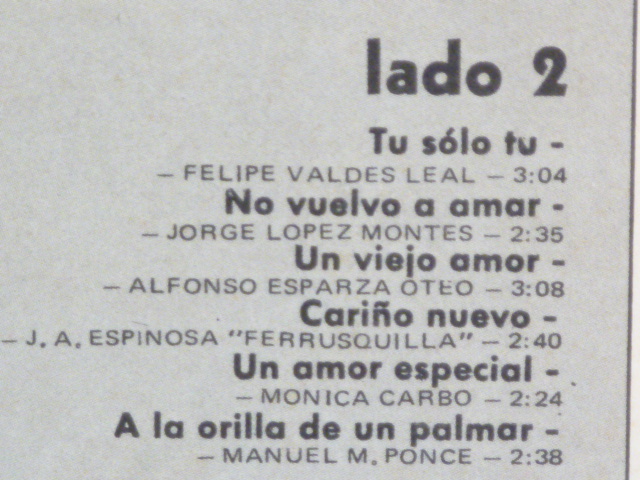 lado 2
Tu sólo tu -
— FELIPE VALDES LEAL — 3:04
No vuelvo a amar -
— JORGE LOPEZ MONTES — 2:35
Un viejo amor -
— ALFONSO ESPARZA OTEO — 3:08
Cariño nuevo -
— J. A. ESPINOSA "FERRUSQUILLA" — 2:40
Un amor especial -
— MONICA CARBO — 2:24
A la orilla de un palmar -
— MANUEL M. PONCE — 2:38